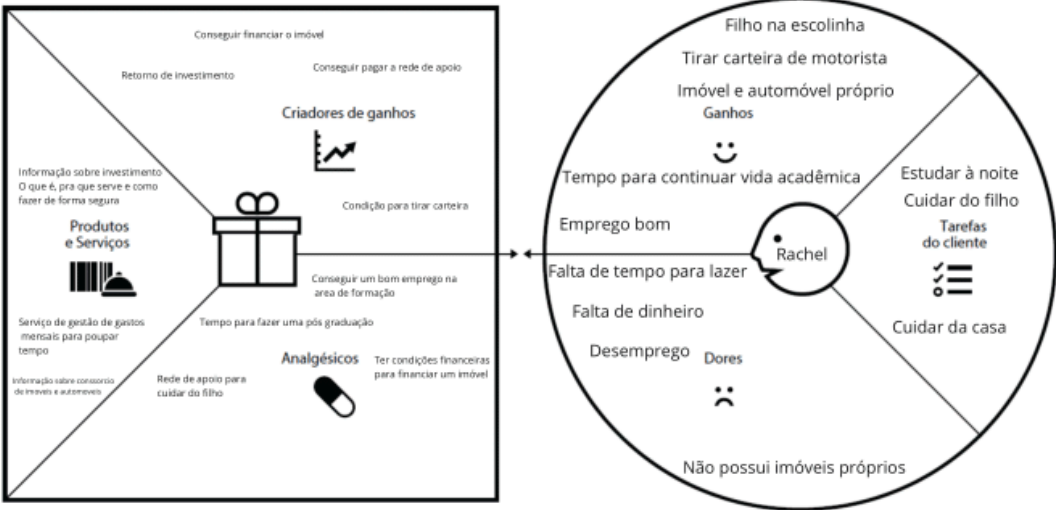 Conseguir financiar o imóvel
Retorno de investimento
Conseguir pagar a rede de apoio
Criadores de ganhos
Condição para tirar carteira
Informação sobre investimento
O que é, pra que serve e como
fazer de forma segura
Produtos
e Serviços
Serviço de gestão de gastos
mensais para poupar
tempo
Informação sobre consorcio
de imoveis e automoveis
Conseguir um bom emprego na
area de formação
Tempo para fazer uma pós graduação
Analgésicos
Ter condições financeiras
para financiar um imóvel
Rede de apoio para
cuidar do filho
Filho na escolinha
Tirar carteira de motorista
Imóvel e automóvel próprio
Ganhos
Tempo para continuar vida acadêmica
Emprego bom
Rachel
Estudar à noite
Cuidar do filho
Tarefas
do cliente
Cuidar da casa
Falta de tempo para lazer
Falta de dinheiro
Desemprego
Dores
Não possui imóveis próprios